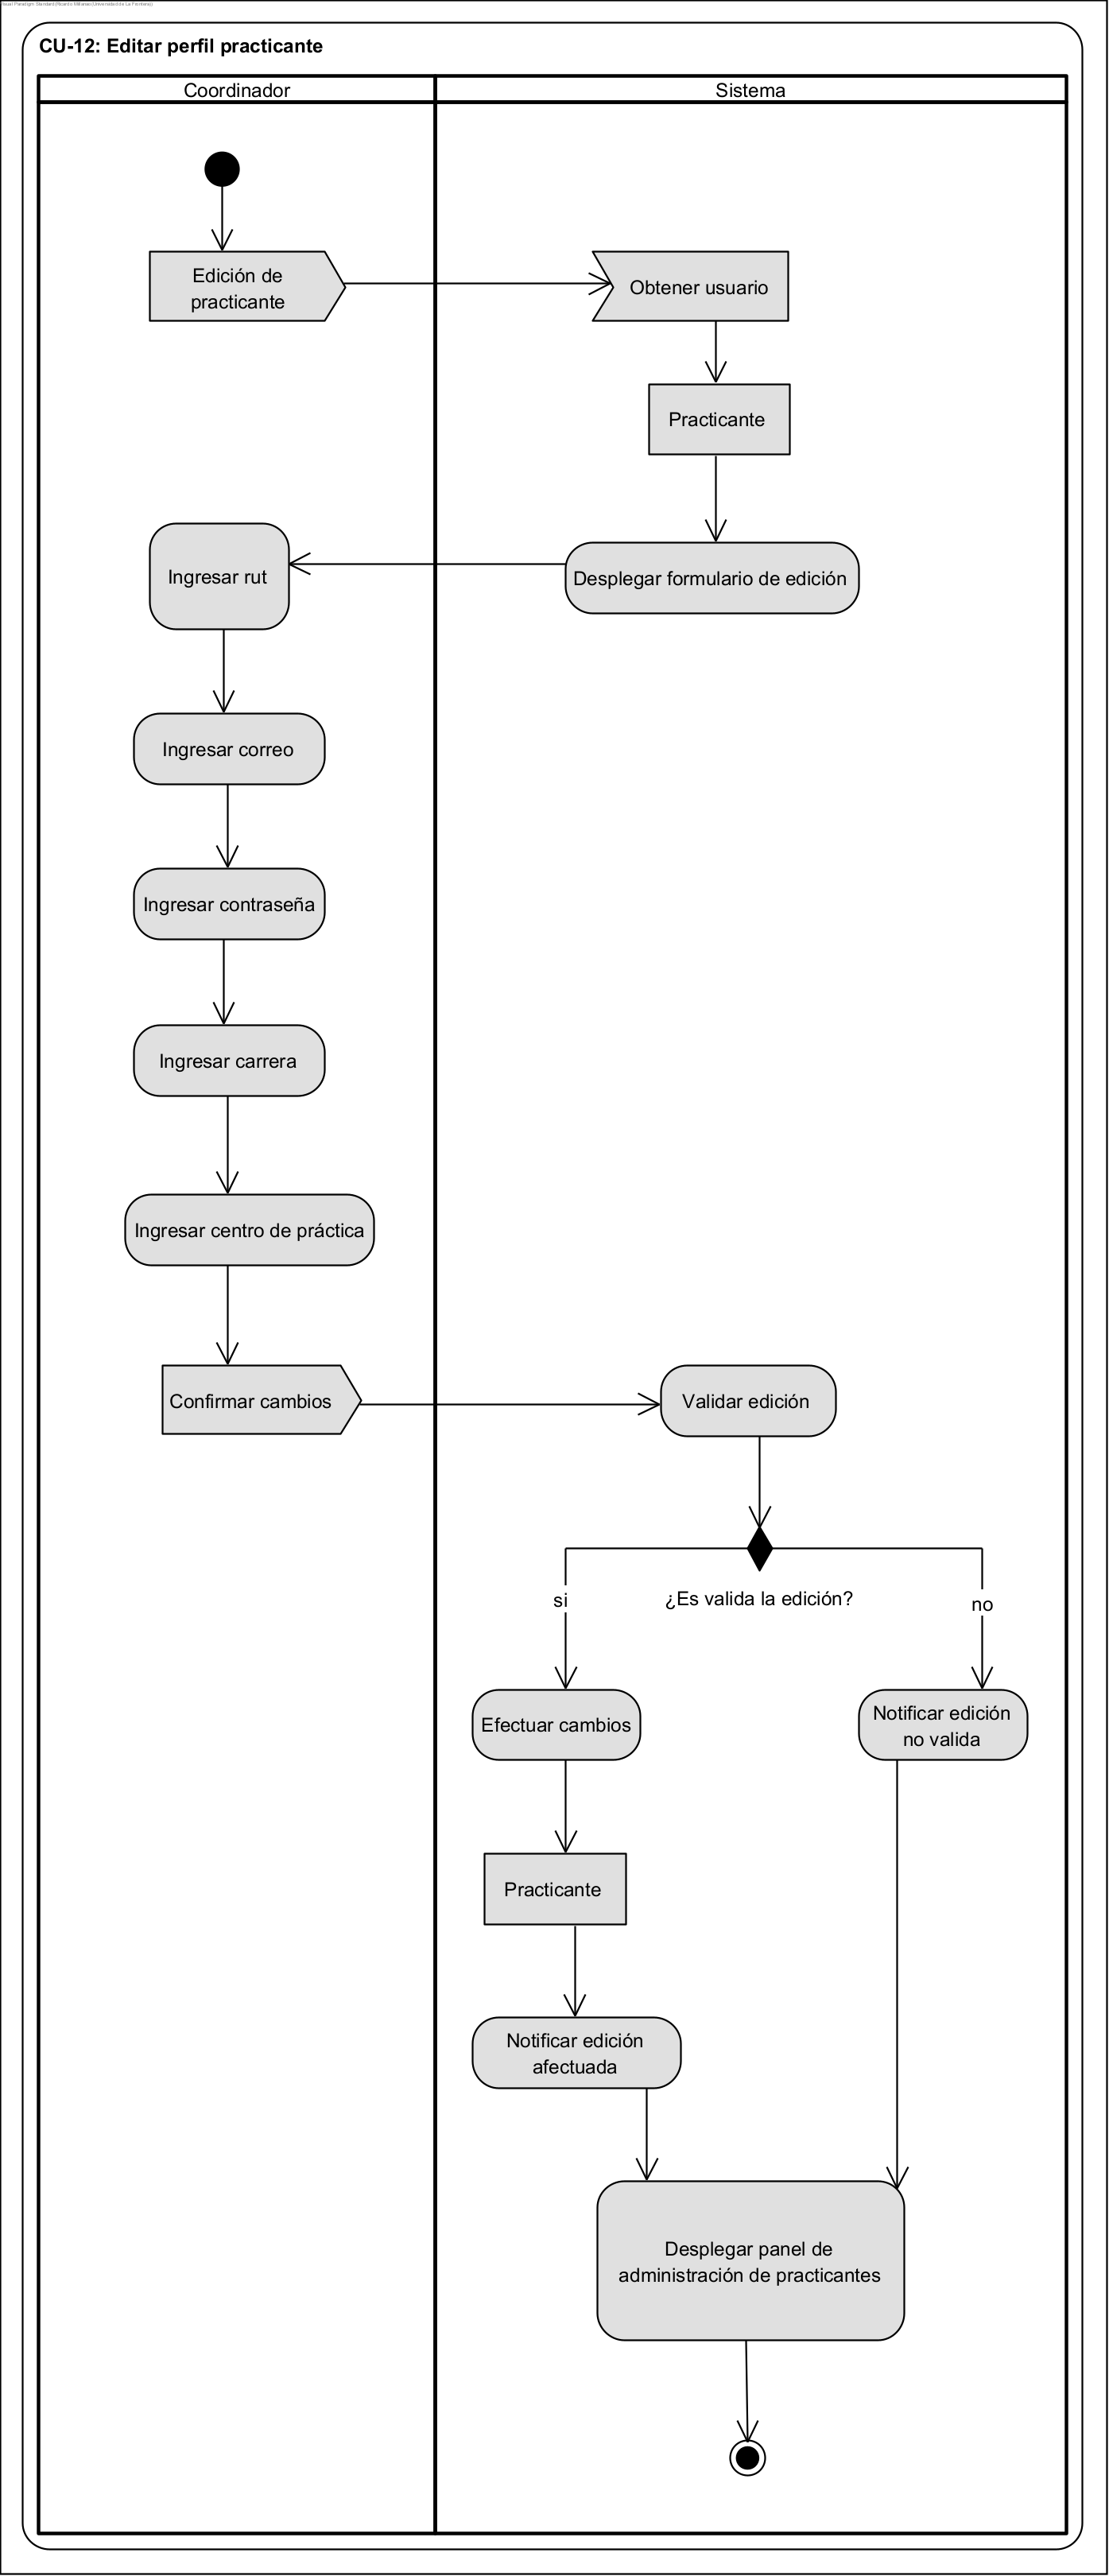 Visual Paradigm Standard (Ricardo Millanao (Universidad de La Frontera))
CU-12: Editar perfil practicante
Coordinador
Sistema
Edición de
practicante
Obtener usuario
Practicante
Desplegar formulario de edición
Ingresar rut
Ingresar correo
Ingresar contraseña
Ingresar carrera
Ingresar centro de práctica
Confirmar cambios
Validar edición
¿Es valida la edición?
si
no
Efectuar cambios
Notificar edición
no valida
Practicante
Notificar edición
afectuada
Desplegar panel de
administración de practicantes